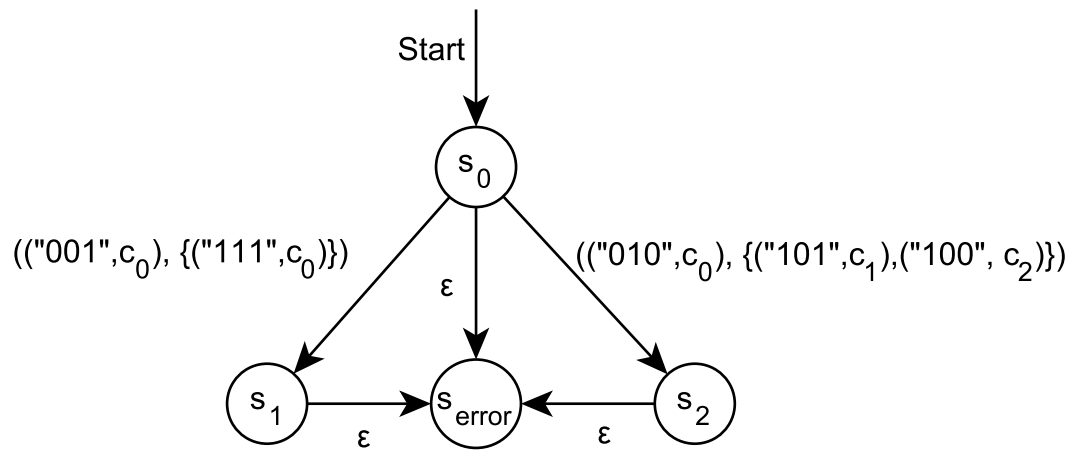 Start
s0
(("001",c0), {("111",c0)})
(("010",c0), {("101",c1),("100", c2)})
ε
s1
serror
s2
ε
ε